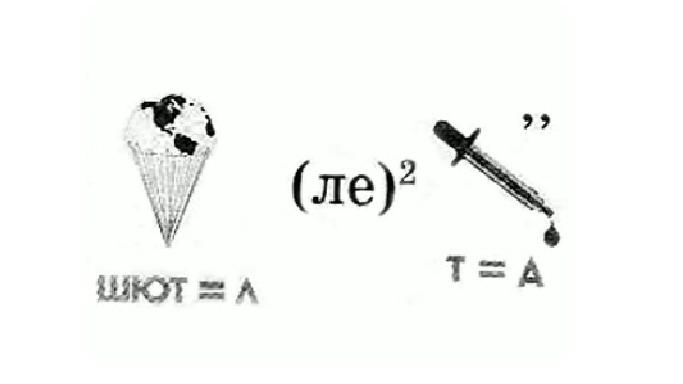 (ле)² ,,
ШЮТ = Л
Т = Д